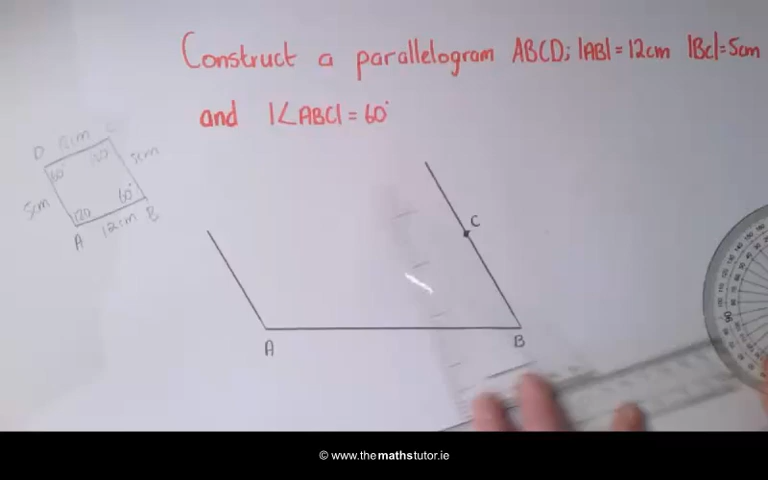 Construct a parallelogram ABCD; |AB| = 12cm |BC| = 5cm
and |∠ABC| = 60°
D 12cm C
60° 120 5cm
5cm 60°
120 B
A 12cm
C
A B
© www.themathstutor.ie